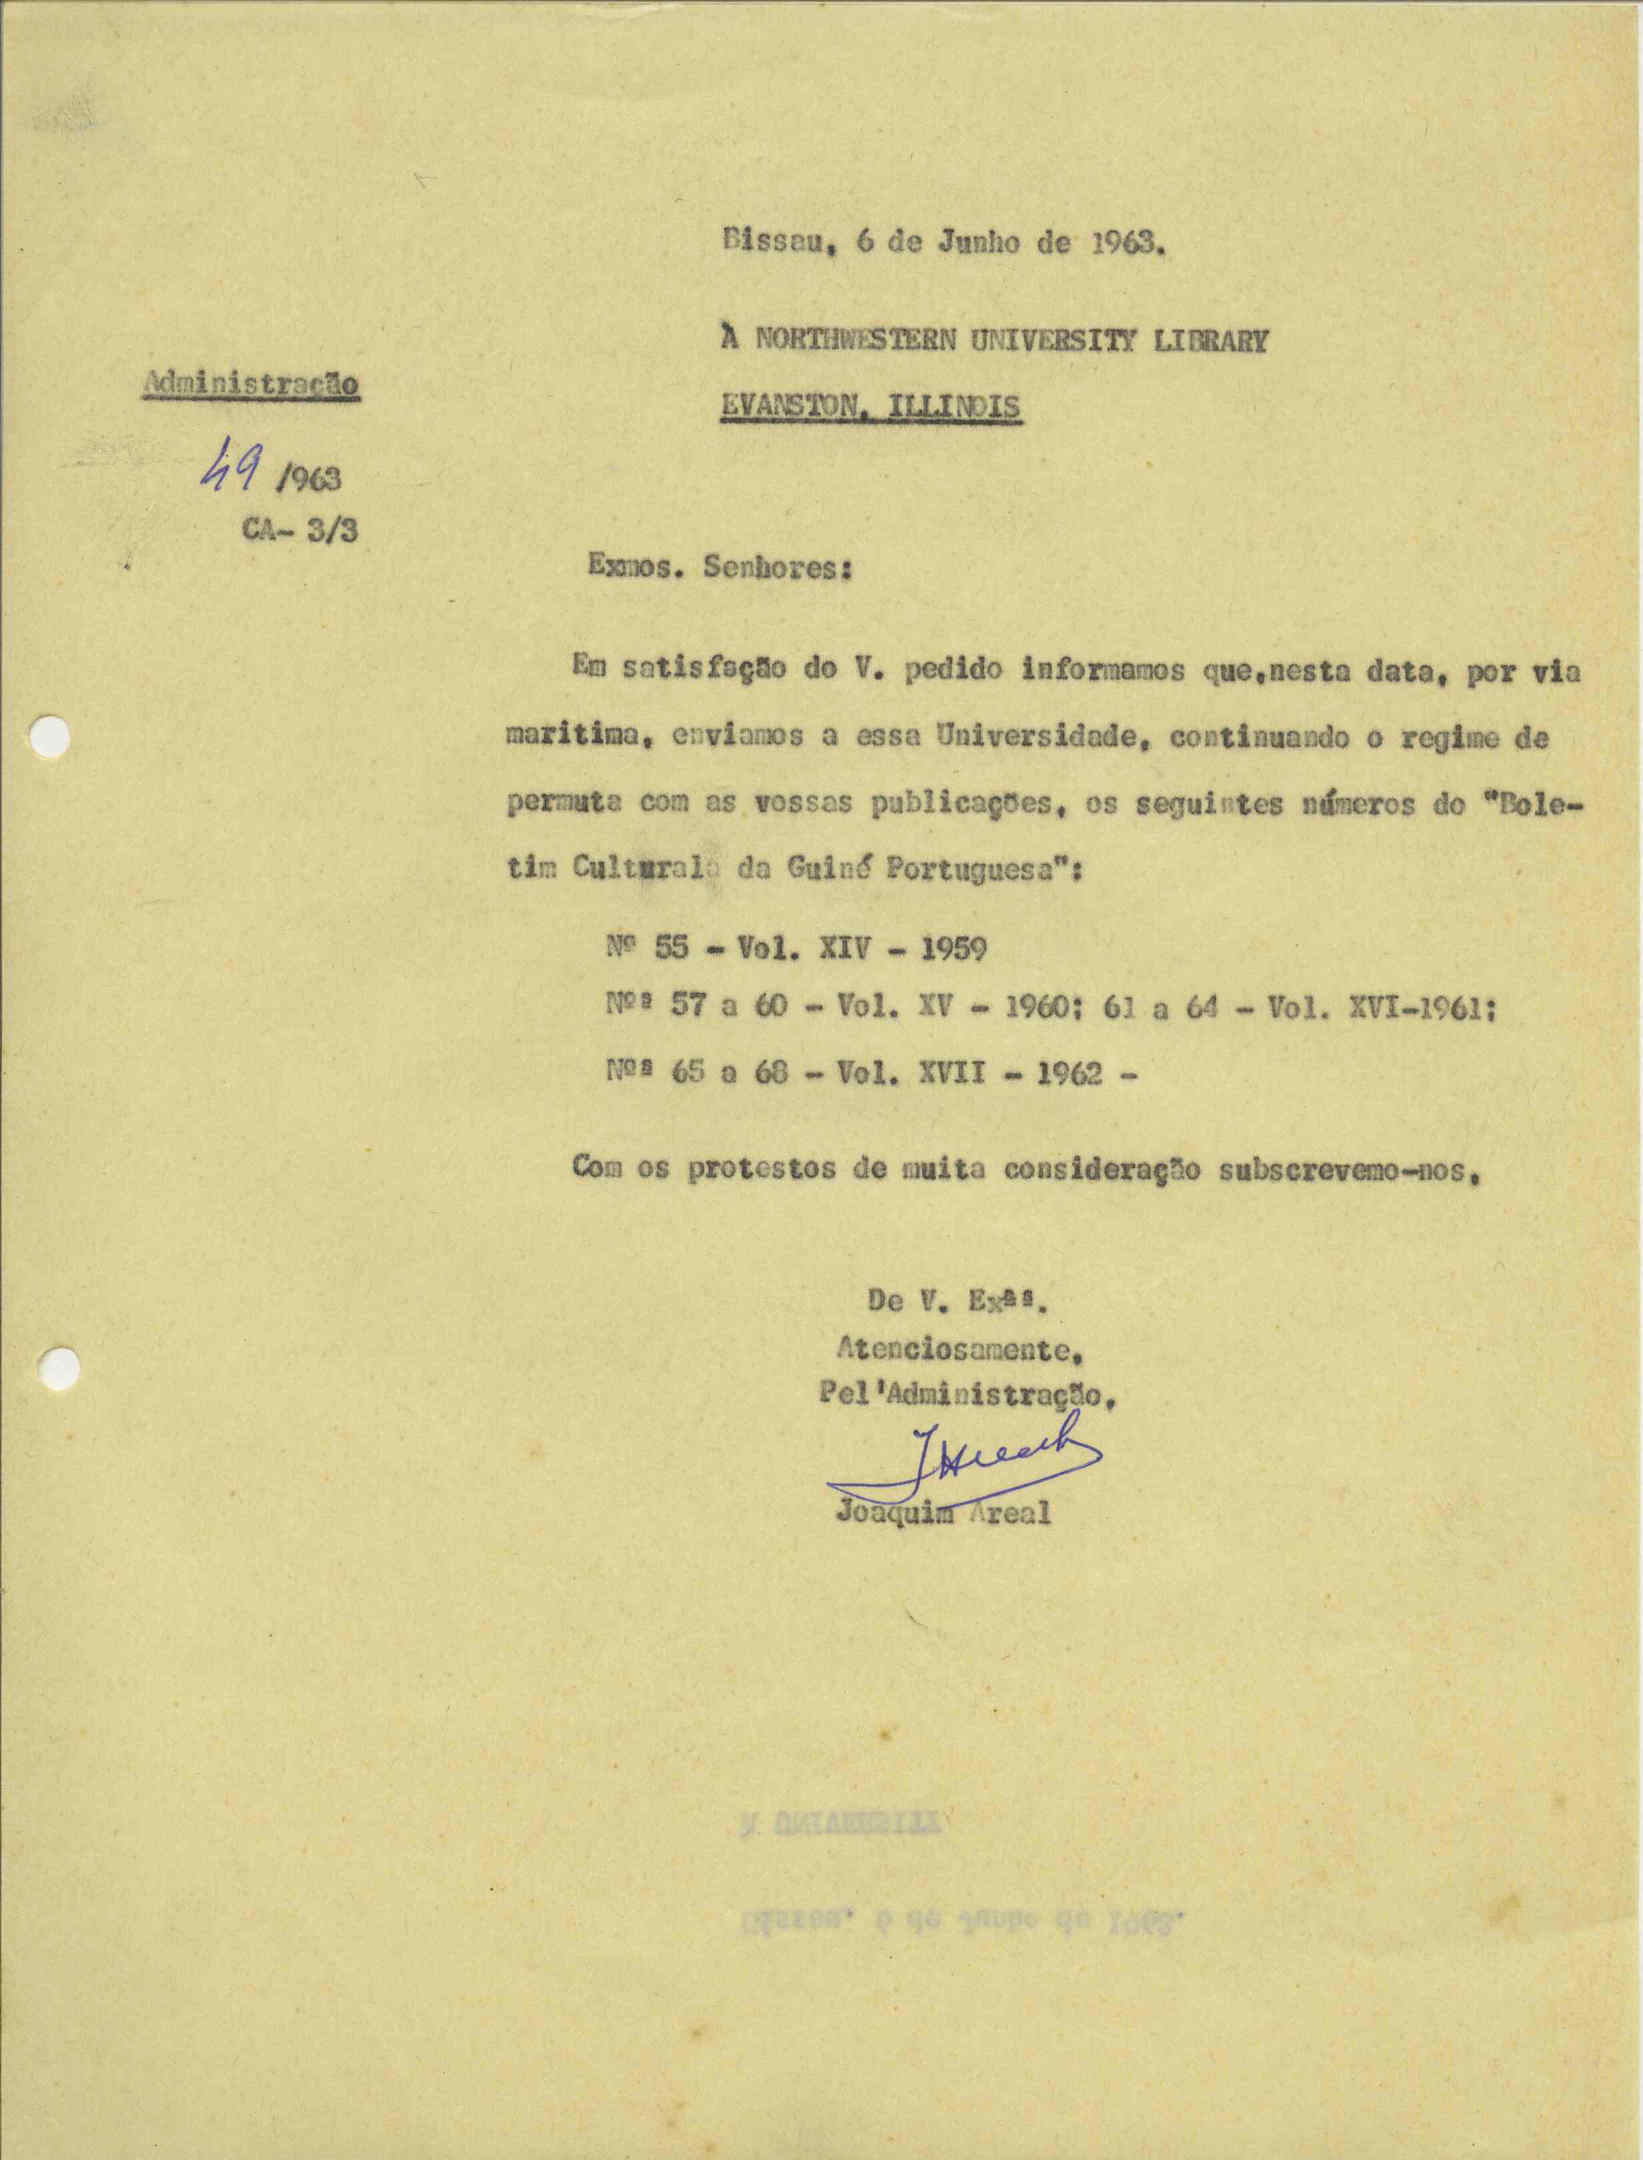 Bissau, 6 de Junho de 1963.
À NORTHWESTERN UNIVERSITY LIBRARY
Administração
EVANSTON, ILLINOIS
49 /963
CA- 3/3
Exmos. Senhores:
Em satisfação do V. pedido informamos que,nesta data, por via
maritima, enviamos a essa Universidade, continuando o regime de
permuta com as vossas publicações, os seguintes números do "Bole-
tim Cultural da Guiné Portuguesa":
Nº 55 - Vol. XIV - 1959
Nºs 57 a 60 - Vol. XV - 1960; 61 a 64 - Vol. XVI-1961;
Nºs 65 a 68 - Vol. XVII - 1962 -
Com os protestos de muita consideração subscrevemo-nos,
De V. Exªs.
Atenciosamente,
Pel'Administração,
Joaquim Areal